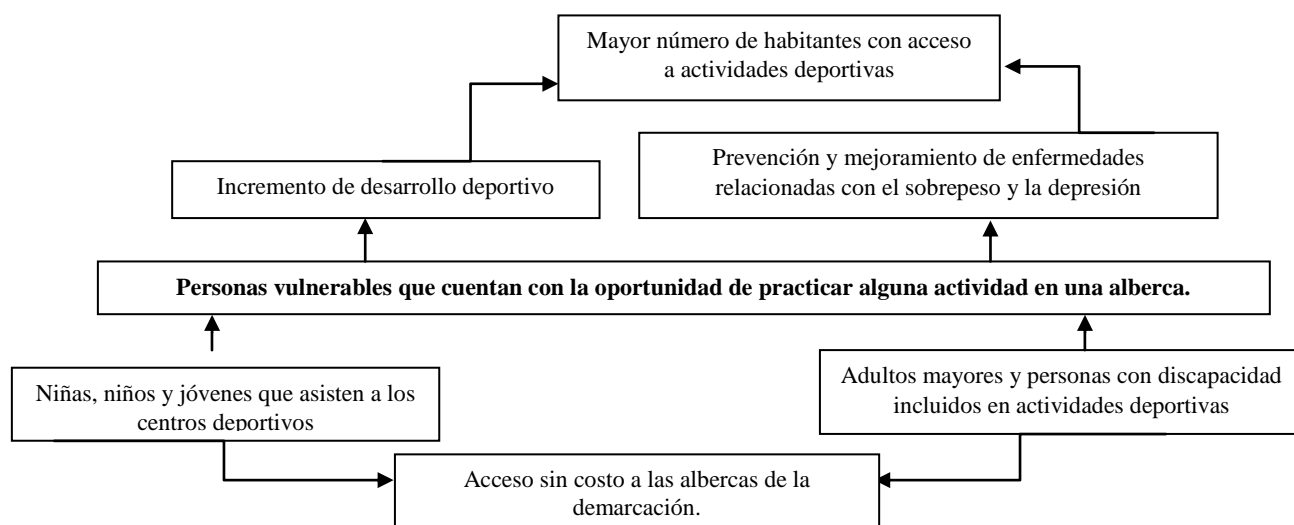 Mayor número de habitantes con acceso
a actividades deportivas
Incremento de desarrollo deportivo
Prevención y mejoramiento de enfermedades
relacionadas con el sobrepeso y la depresión
Personas vulnerables que cuentan con la oportunidad de practicar alguna actividad en una alberca.
Niñas, niños y jóvenes que asisten a los
centros deportivos
Adultos mayores y personas con discapacidad
incluidos en actividades deportivas
Acceso sin costo a las albercas de la
demarcación.